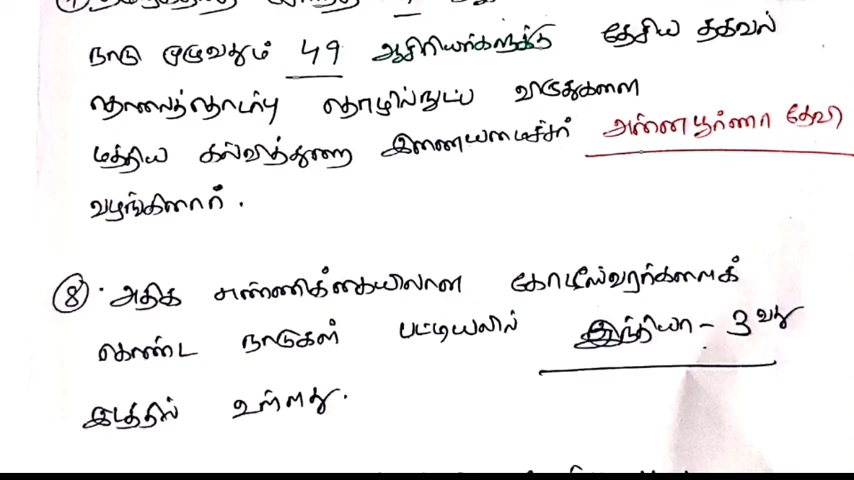 நாடு முழுவதும் 49 ஆசிரியர்களுக்கு தேசிய தகவல்
தொலைத்தொடர்பு தொழில்நுட்ப விருதுகளை
மத்திய கல்வித்துறை இணையமைச்சர் அன்னபூர்ணா தேவி
வழங்கினார்.
⑧ அதிக எண்ணிக்கையிலான கோடீஸ்வரர்களைக்
கொண்ட நாடுகள் பட்டியலில் இந்தியா - 3வது
இடத்தில் உள்ளது.